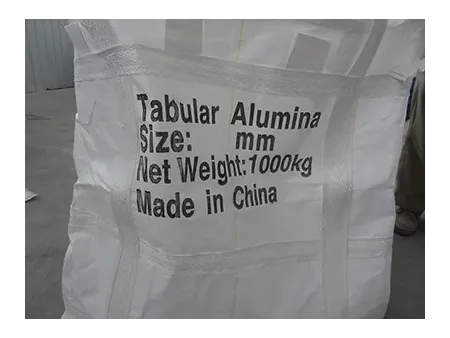 Tabular Alumina
Size: mm
Net Weight:1000kg
Made in China